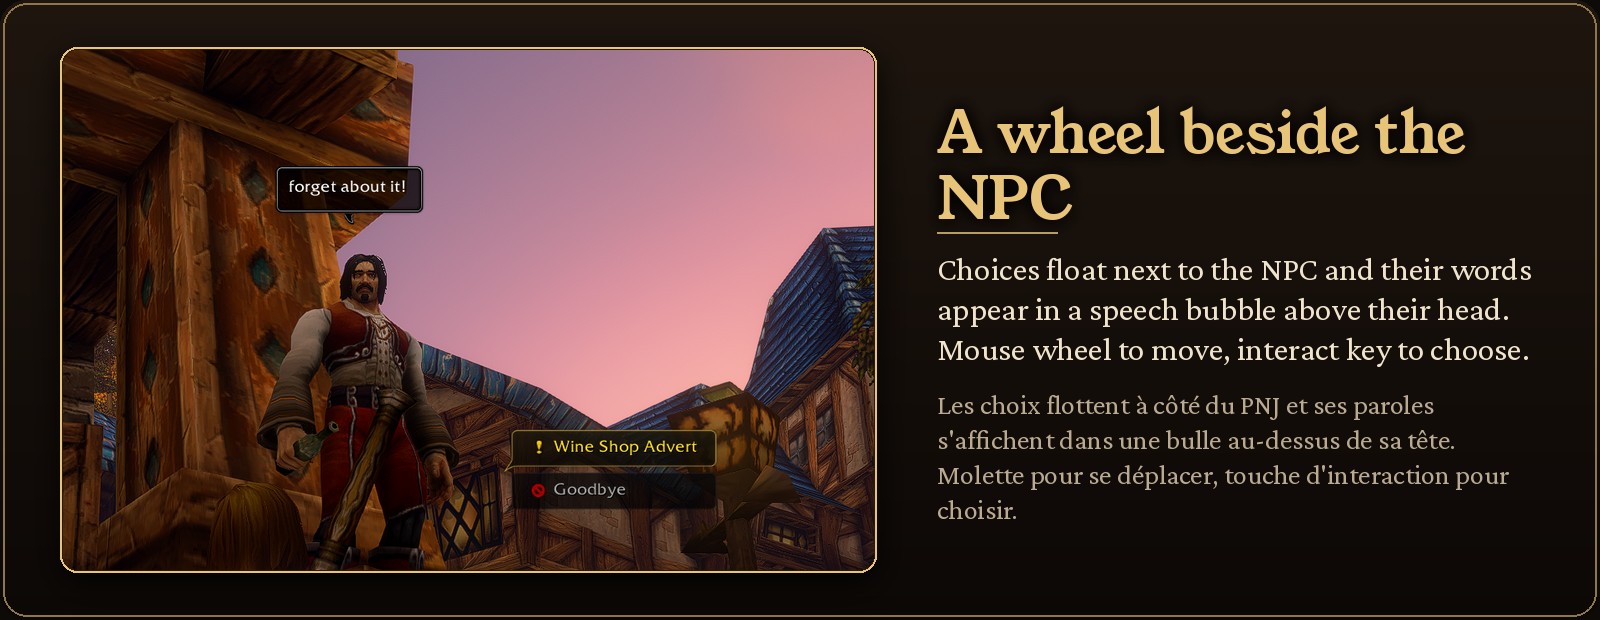 forget about it!
Wine Shop Advert
Goodbye
A wheel beside the
NPC
Choices float next to the NPC and their words
appear in a speech bubble above their head.
Mouse wheel to move, interact key to choose.
Les choix flottent à côté du PNJ et ses paroles
s'affichent dans une bulle au-dessus de sa tête.
Molette pour se déplacer, touche d'interaction pour
choisir.